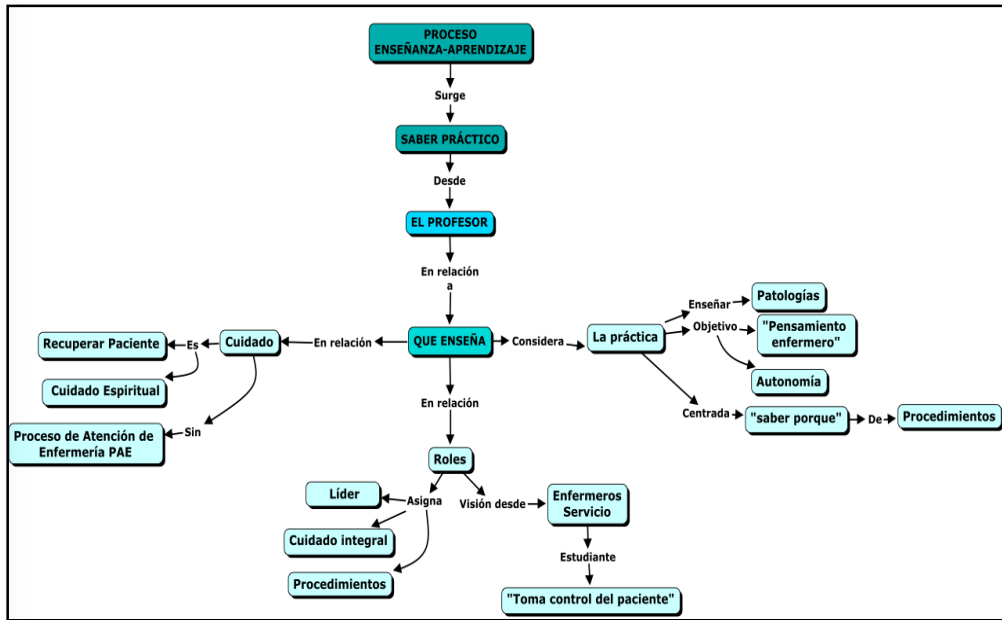 PROCESO
ENSEÑANZA-APRENDIZAJE
Surge
SABER PRÁCTICO
Desde
EL PROFESOR
En relación
a
QUE ENSEÑA
En relación
Cuidado
Es
Recuperar Paciente
Cuidado Espiritual
Sin
Proceso de Atención de
Enfermería PAE
Considera
La práctica
Enseñar
Patologías
Objetivo
"Pensamiento
enfermero"
Autonomía
Centrada
"saber porque"
De
Procedimientos
En relación
Roles
Asigna
Líder
Cuidado integral
Procedimientos
Visión desde
Enfermeros
Servicio
Estudiante
"Toma control del paciente"